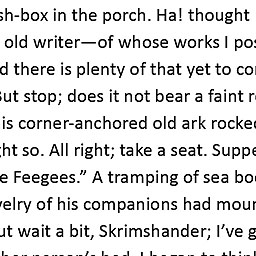 sh-box in the porch. Ha! thought
old writer—of whose works I pos
d there is plenty of that yet to co
But stop; does it not bear a faint r
is corner-anchored old ark rocke
ght so. All right; take a seat. Suppe
e Feegees.” A tramping of sea boo
velry of his companions had mour
ut wait a bit, Skrimshander; I’ve g